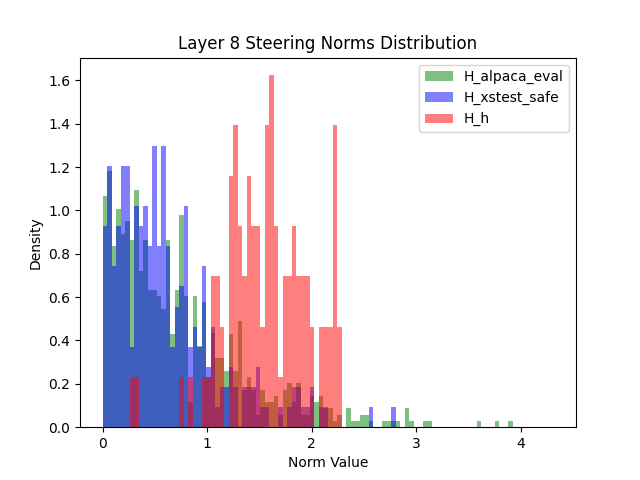 Layer 8 Steering Norms Distribution
H_alpaca_eval
H_xstest_safe
H_h
Density
1.6
1.4
1.2
1.0
0.8
0.6
0.4
0.2
0.0
0 1 2 3 4
Norm Value